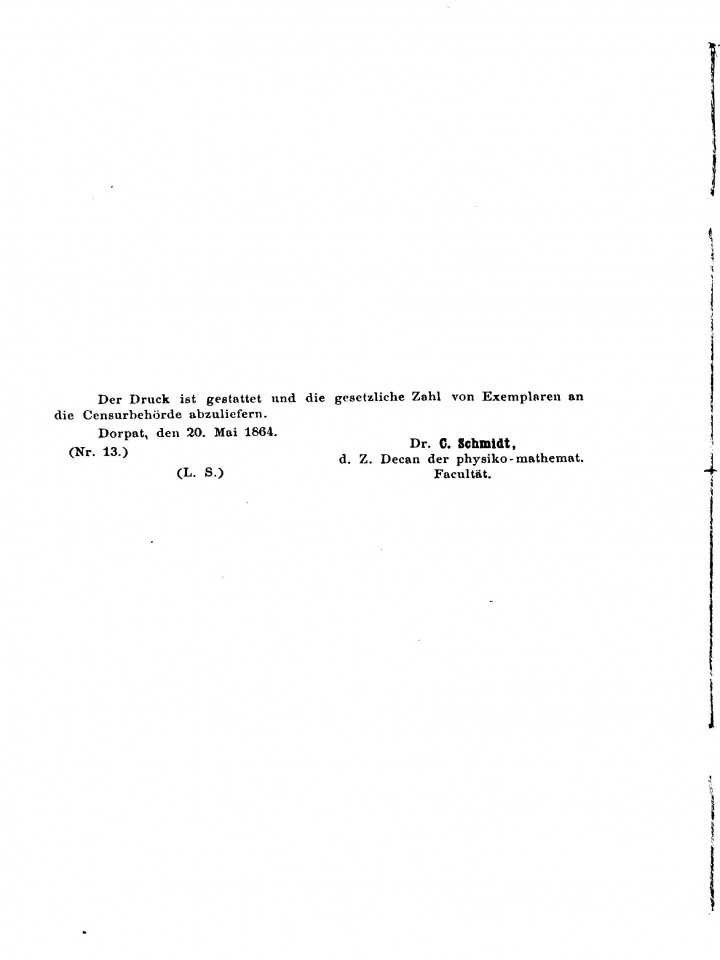 Der Druck ist gestattet und die gesetzliche Zahl von Exemplaren an
die Censurbehörde abzuliefern.
Dorpat, den 20. Mai 1864.
(Nr. 13.)
(L. S.)
Dr. C. Schmidt,
d. Z. Decan der physiko-mathemat.
Facultät.